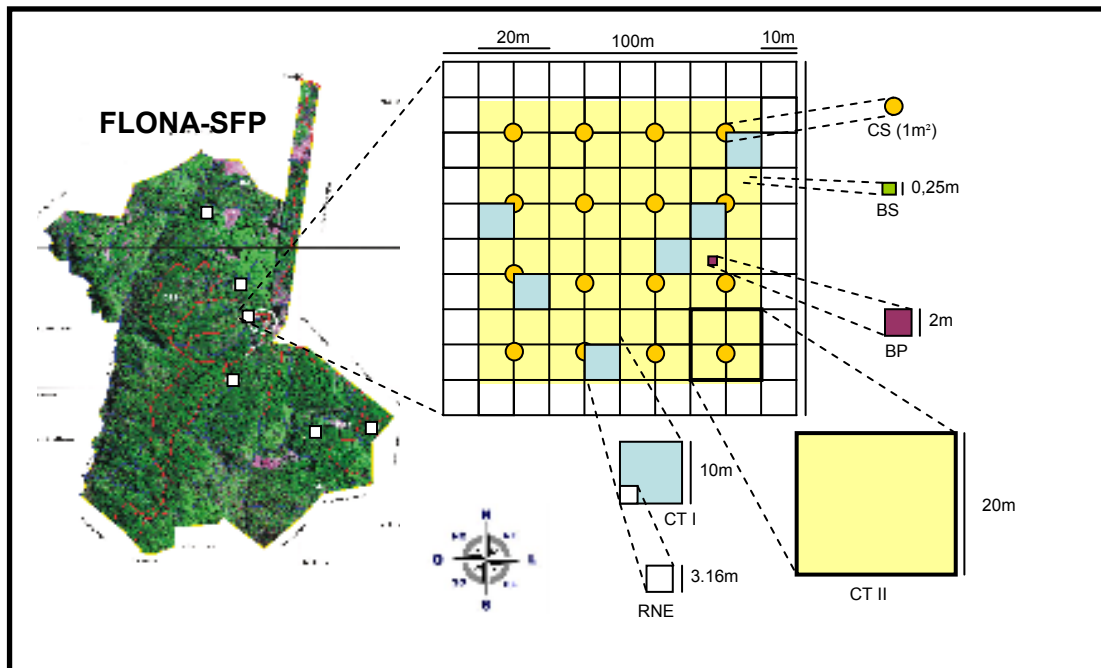 20m
100m
10m
FLONA-SFP
CS (1m²)
0,25m
BS
2m
BP
10m
CT I
20m
3.16m
CT II
RNE
N
O
S